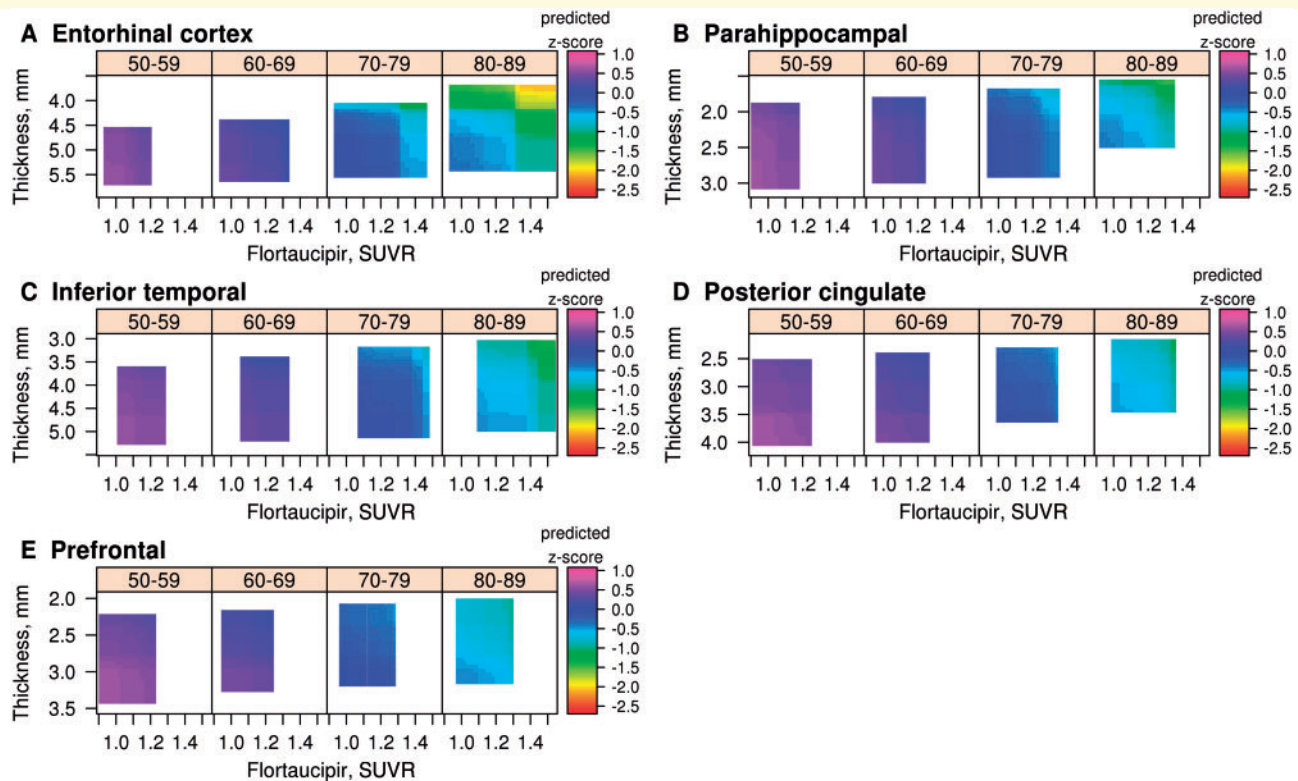 predicted
z-score
A Entorhinal cortex
50-59 60-69 70-79 80-89
1.0
0.5
0.0
-0.5
-1.0
-1.5
-2.0
-2.5
4.0
4.5
5.0
5.5
Thickness, mm
1.0 1.2 1.4 1.0 1.2 1.4 1.0 1.2 1.4 1.0 1.2 1.4
Flortaucipir, SUVR
predicted
z-score
B Parahippocampal
50-59 60-69 70-79 80-89
1.0
0.5
0.0
-0.5
-1.0
-1.5
-2.0
-2.5
2.0
2.5
3.0
Thickness, mm
1.0 1.2 1.4 1.0 1.2 1.4 1.0 1.2 1.4 1.0 1.2 1.4
Flortaucipir, SUVR
predicted
z-score
C Inferior temporal
50-59 60-69 70-79 80-89
1.0
0.5
0.0
-0.5
-1.0
-1.5
-2.0
-2.5
3.0
3.5
4.0
4.5
5.0
Thickness, mm
1.0 1.2 1.4 1.0 1.2 1.4 1.0 1.2 1.4 1.0 1.2 1.4
Flortaucipir, SUVR
predicted
z-score
D Posterior cingulate
50-59 60-69 70-79 80-89
1.0
0.5
0.0
-0.5
-1.0
-1.5
-2.0
-2.5
2.5
3.0
3.5
4.0
Thickness, mm
1.0 1.2 1.4 1.0 1.2 1.4 1.0 1.2 1.4 1.0 1.2 1.4
Flortaucipir, SUVR
predicted
z-score
E Prefrontal
50-59 60-69 70-79 80-89
1.0
0.5
0.0
-0.5
-1.0
-1.5
-2.0
-2.5
2.0
2.5
3.0
3.5
Thickness, mm
1.0 1.2 1.4 1.0 1.2 1.4 1.0 1.2 1.4 1.0 1.2 1.4
Flortaucipir, SUVR